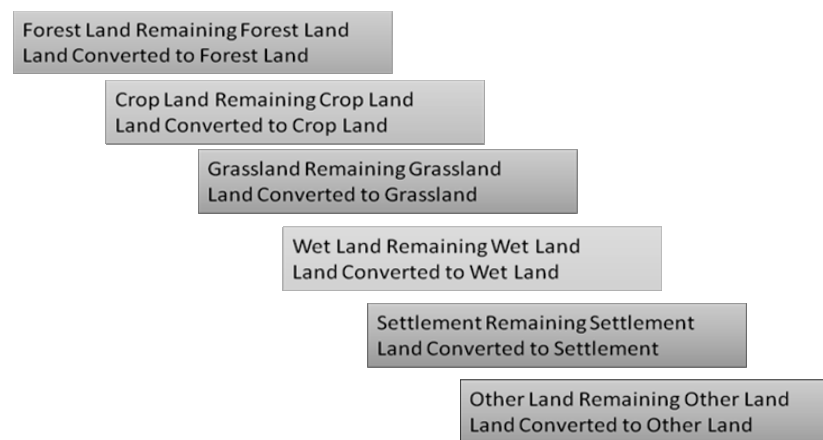 Forest Land Remaining Forest Land
Land Converted to Forest Land
Crop Land Remaining Crop Land
Land Converted to Crop Land
Grassland Remaining Grassland
Land Converted to Grassland
Wet Land Remaining Wet Land
Land Converted to Wet Land
Settlement Remaining Settlement
Land Converted to Settlement
Other Land Remaining Other Land
Land Converted to Other Land